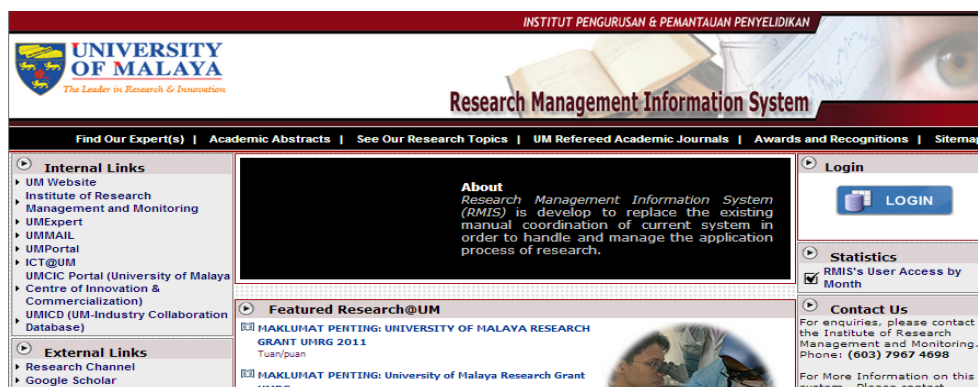 INSTITUT PENGURUSAN & PEMANTAUAN PENYELIDIKAN
UNIVERSITY
OF MALAYA
The Leader in Research & Innovation
Research Management Information System
Find Our Expert(s) | Academic Abstracts | See Our Research Topics | UM Refereed Academic Journals | Awards and Recognitions | Sitemap
Internal Links
UM Website
Institute of Research
Management and Monitoring
UMExpert
UMMAIL
UMPortal
ICT@UM
UMCIC Portal (University of Malaya
Centre of Innovation &
Commercialization)
UMICD (UM-Industry Collaboration
Database)
External Links
Research Channel
Google Scholar
About
Research Management Information System
(RMIS) is develop to replace the existing
manual coordination of current system in
order to handle and manage the application
process of research.
Featured Research@UM
MAKLUMAT PENTING: UNIVERSITY OF MALAYA RESEARCH
GRANT UMRG 2011
Tuan/puan
MAKLUMAT PENTING: University of Malaya Research Grant
Login
LOGIN
Statistics
RMIS's User Access by
Month
Contact Us
For enquiries, please contact
the Institute of Research
Management and Monitoring.
Phone: (603) 7967 4698
For More Information on this
system, Please contact